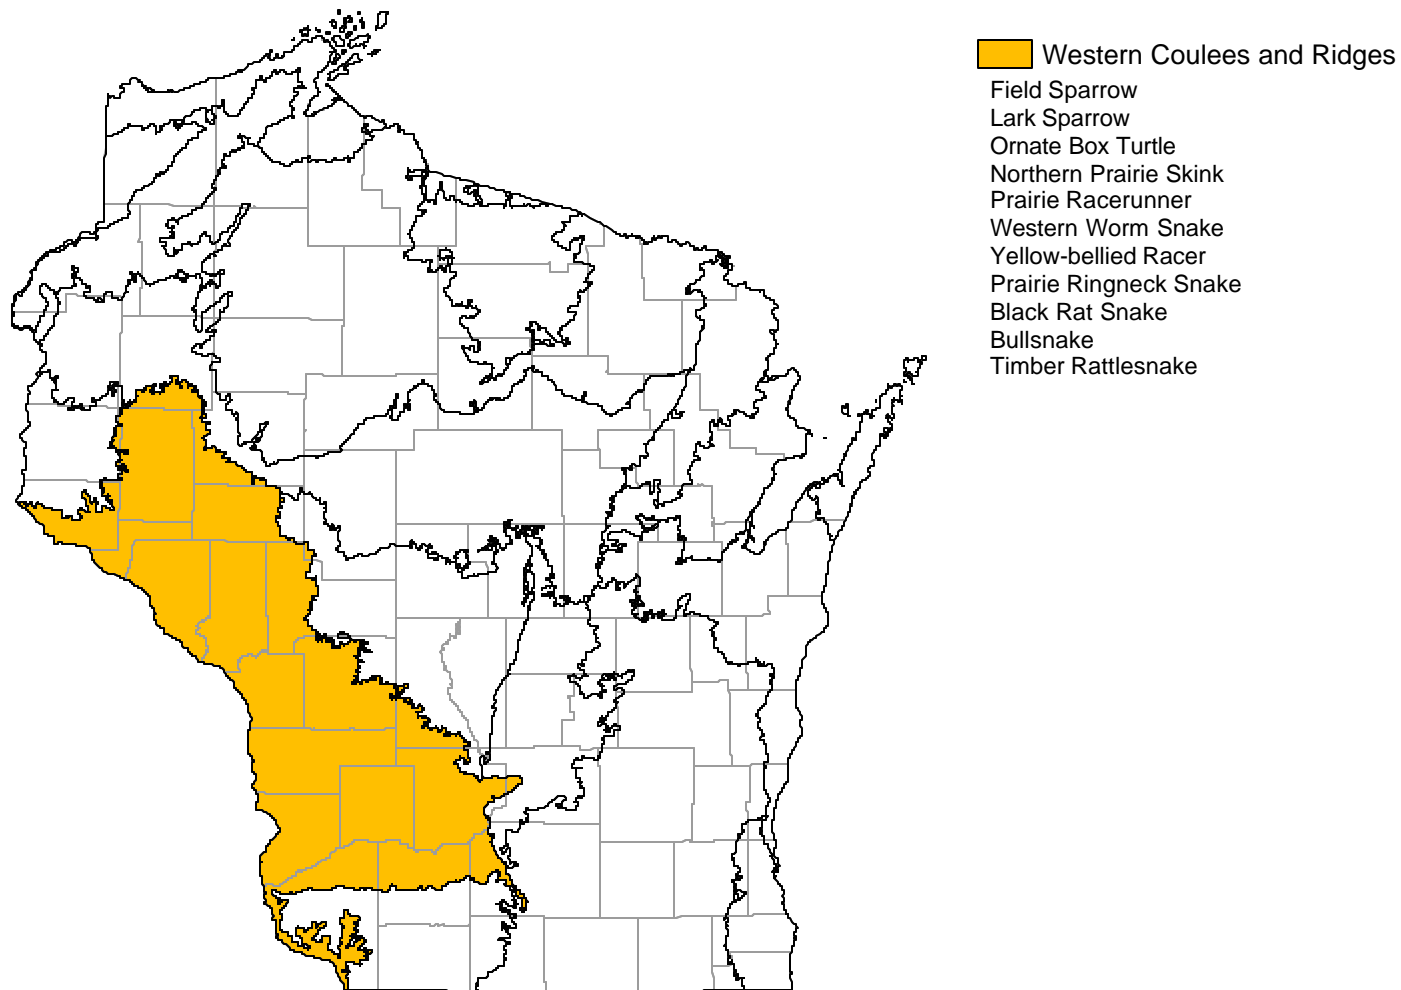 Western Coulees and Ridges
Field Sparrow
Lark Sparrow
Ornate Box Turtle
Northern Prairie Skink
Prairie Racerunner
Western Worm Snake
Yellow-bellied Racer
Prairie Ringneck Snake
Black Rat Snake
Bullsnake
Timber Rattlesnake